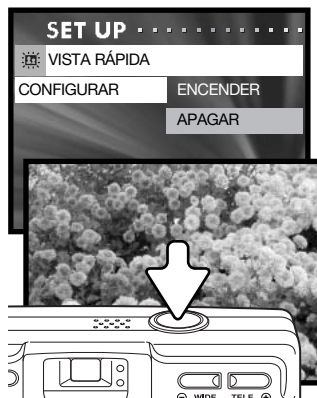 SET UP
VISTA RÁPIDA
CONFIGURAR ENCENDER
APAGAR
WIDE TELE